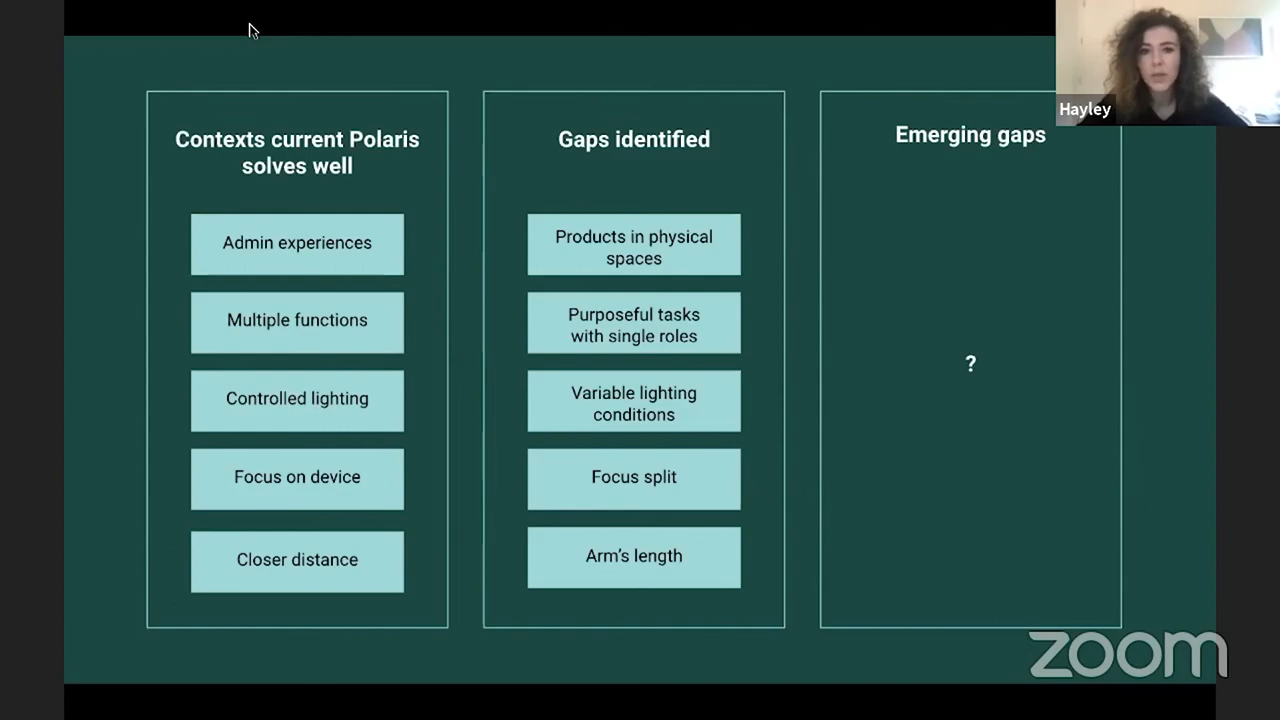 Contexts current Polaris
solves well
Admin experiences
Multiple functions
Controlled lighting
Focus on device
Closer distance
Gaps identified
Products in physical
spaces
Purposeful tasks
with single roles
Variable lighting
conditions
Focus split
Arm's length
Emerging gaps
?
Hayley
zoom